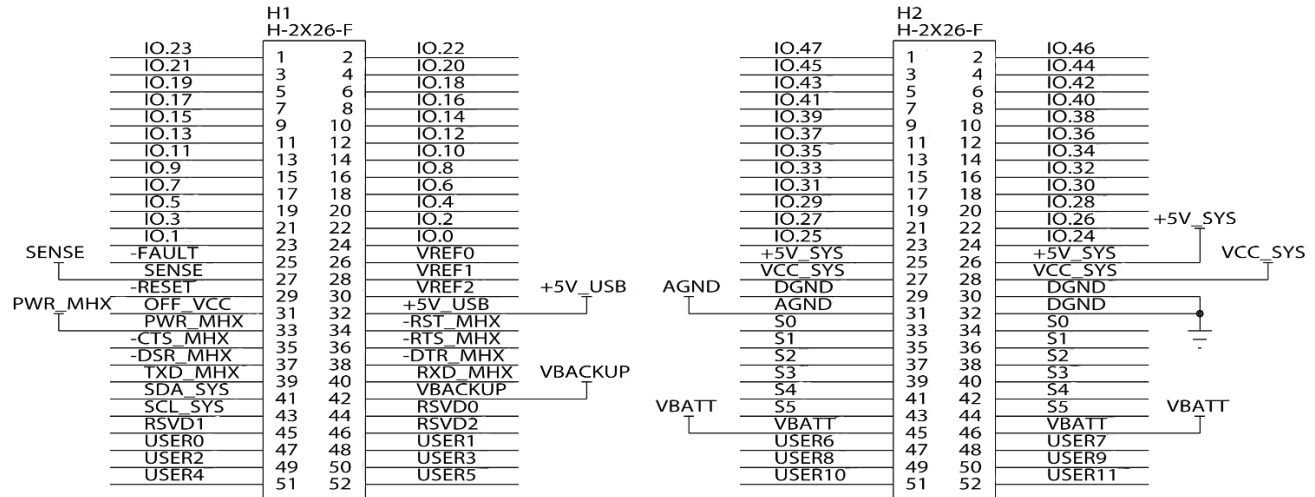 H1 H2
H-2X26-F H-2X26-F
IO.23 1 2 IO.22 IO.47 1 2 IO.46
IO.21 3 4 IO.20 IO.45 3 4 IO.44
IO.19 5 6 IO.18 IO.43 5 6 IO.42
IO.17 7 8 IO.16 IO.41 7 8 IO.40
IO.15 9 10 IO.14 IO.39 9 10 IO.38
IO.13 11 12 IO.12 IO.37 11 12 IO.36
IO.11 13 14 IO.10 IO.35 13 14 IO.34
IO.9 15 16 IO.8 IO.33 15 16 IO.32
IO.7 17 18 IO.6 IO.31 17 18 IO.30
IO.5 19 20 IO.4 IO.29 19 20 IO.28
IO.3 21 22 IO.2 IO.27 21 22 IO.26 +5V_SYS
IO.1 23 24 IO.0 IO.25 23 24 IO.24
SENSE -FAULT 25 26 VREF0 +5V_SYS 25 26 +5V_SYS VCC_SYS
SENSE 27 28 VREF1 VCC_SYS 27 28 VCC_SYS
-RESET 29 30 VREF2 +5V_USB AGND DGND 29 30 DGND
PWR_MHX OFF_VCC 31 32 +5V_USB AGND 31 32 DGND
PWR_MHX 33 34 -RST_MHX S0 33 34 S0
-CTS_MHX 35 36 -RTS_MHX S1 35 36 S1
-DSR_MHX 37 38 -DTR_MHX S2 37 38 S2
TXD_MHX 39 40 RXD_MHX VBACKUP S3 39 40 S3
SDA_SYS 41 42 VBACKUP S4 41 42 S4
SCL_SYS 43 44 RSVD0 VBATT S5 43 44 S5 VBATT
RSVD1 45 46 RSVD2 VBATT 45 46 VBATT
USER0 47 48 USER1 USER6 47 48 USER7
USER2 49 50 USER3 USER8 49 50 USER9
USER4 51 52 USER5 USER10 51 52 USER11